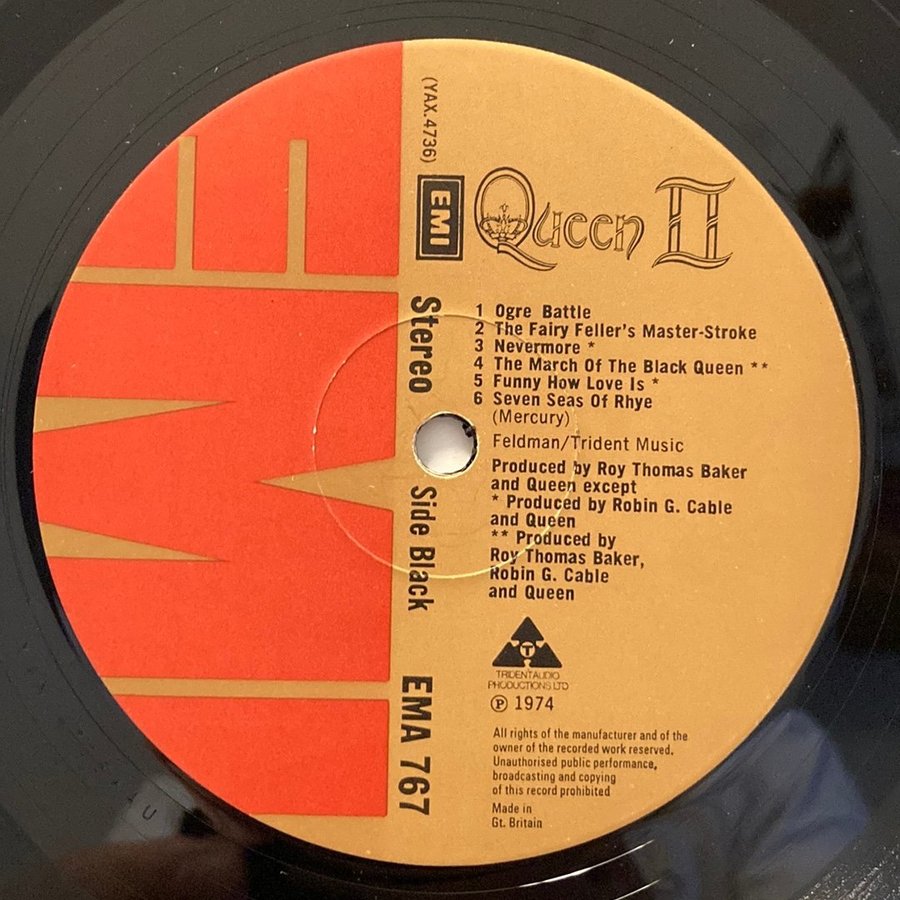 (YAX.4736)
EMI
Stereo
Side Black
EMA 767
EMI
Queen II
1 Ogre Battle
2 The Fairy Feller's Master-Stroke
3 Nevermore *
4 The March Of The Black Queen **
5 Funny How Love Is *
6 Seven Seas Of Rhye
(Mercury)
Feldman/Trident Music
Produced by Roy Thomas Baker
and Queen except
* Produced by Robin G. Cable
and Queen
** Produced by
Roy Thomas Baker,
Robin G. Cable
and Queen
T
TRIDENT AUDIO
PRODUCTIONS LTD
℗ 1974
All rights of the manufacturer and of the
owner of the recorded work reserved.
Unauthorised public performance,
broadcasting and copying
of this record prohibited
Made in
Gt. Britain